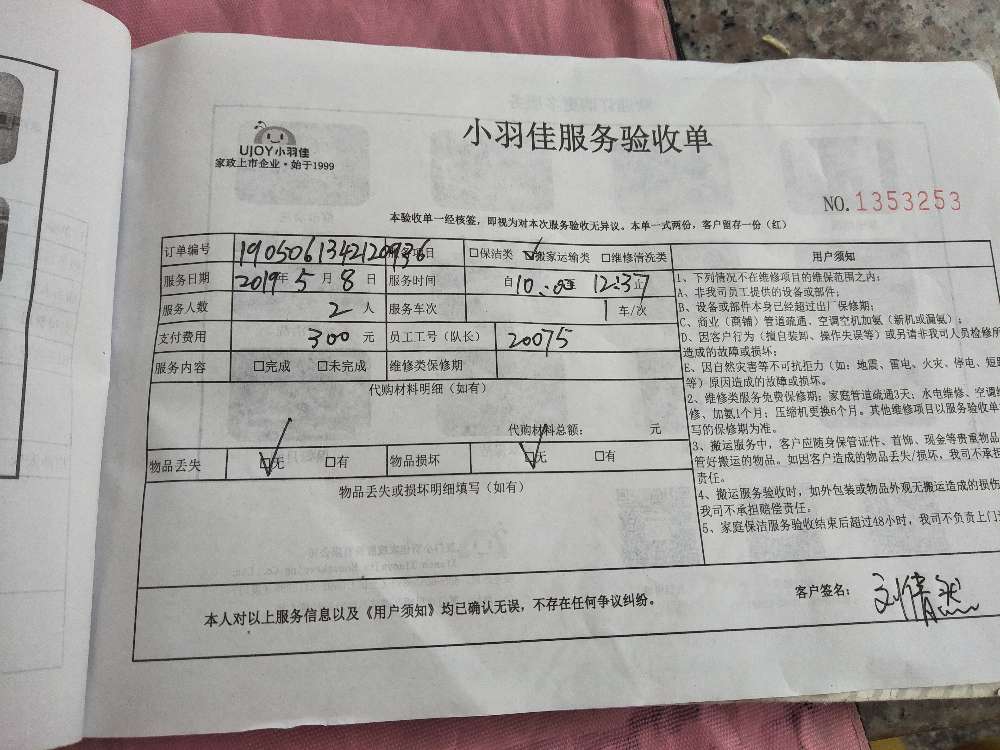 小羽佳服务验收单
UIOY小羽佳
家政上市企业·始于1999
NO.1353253
本验收单一经核签，即视为对本次服务验收无异议。本单一式两份，客户留存一份（红）
订单编号 服务项目 □保洁类 ☑搬家运输类 □维修清洗类
服务日期 2019年 5月 8日 服务时间 自10:00至 12:37止
服务人数 2人 服务车次 1车/次
支付费用 300元 员工工号（队长） 20075
服务内容 □完成 □未完成 维修类保修期
代购材料明细（如有）
代购材料总额： 元
物品丢失 ☑无 □有 物品损坏 ☑无 □有
物品丢失或损坏明细填写（如有）
用户须知
1、下列情况不在维修项目的维保范围之内：
A、非我司员工提供的设备或部件；
B、设备或部件本身已经超过出厂保修期；
C、商业（商铺）管道疏通、空调空机加氨（新机或漏氨）；
D、因客户行为（擅自装卸、操作失误等）或另请非我司人员检修所
造成的故障或损坏；
E、因自然灾害等不可抗拒力（如：地震、雷电、火灾、停电、短路
等）原因造成的故障或损坏。
2、维修类服务免费保修期：家庭管道疏通3天；水电维修、空调维
修、加氨1个月；压缩机更换6个月。其他维修项目以服务验收单
写的保修期为准。
3、搬运服务中，客户应随身保管证件、首饰、现金等贵重物品
管好搬运的物品。如因客户造成的物品丢失/损坏，我司不承担
责任。
4、搬运服务验收时，如外包装或物品外观无搬运造成的损伤
我司不承担赔偿责任。
5、家庭保洁服务验收结束后超过48小时，我司不负责上门
本人对以上服务信息以及《用户须知》均已确认无误，不存在任何争议纠纷。
客户签名：